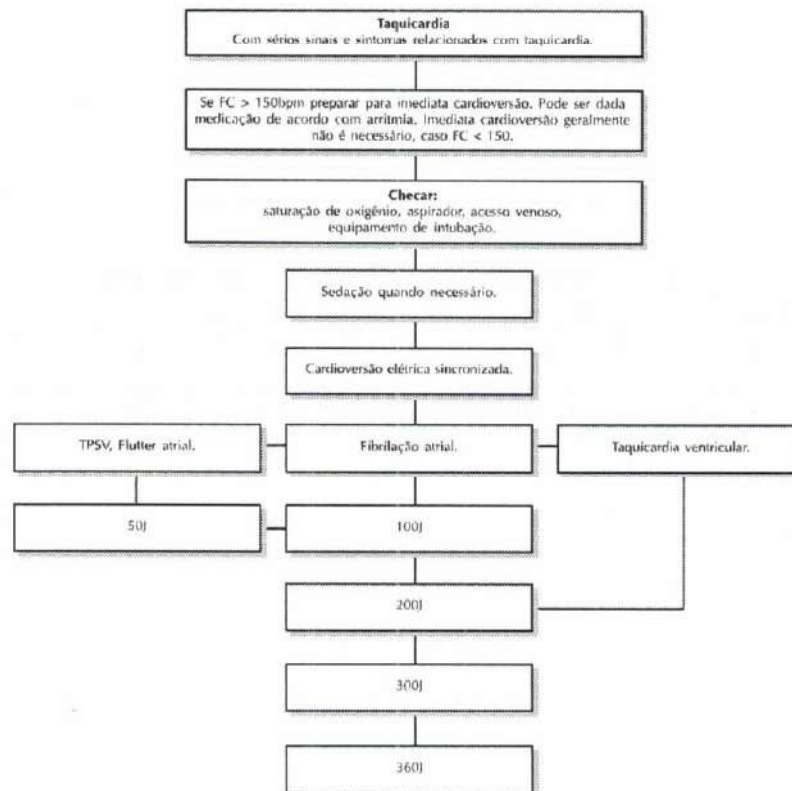 Taquicardia
Com sérios sinais e sintomas relacionados com taquicardia.
Se FC > 150bpm preparar para imediata cardioversão. Pode ser dada
medicação de acordo com arritmia. Imediata cardioversão geralmente
não é necessário, caso FC < 150.
Checar:
saturação de oxigênio, aspirador, acesso venoso,
equipamento de intubação.
Sedação quando necessário.
Cardioversão elétrica sincronizada.
TPSV, Flutter atrial.
Fibrilação atrial.
Taquicardia ventricular.
50J
100J
200J
300J
360J